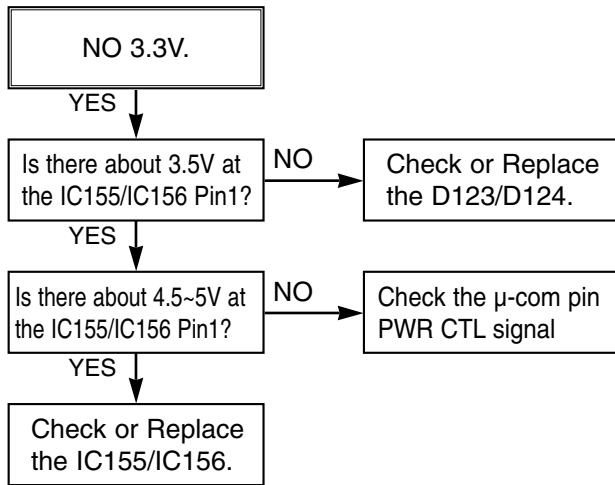 NO 3.3V.
YES
Is there about 3.5V at
the IC155/IC156 Pin1?
NO
Check or Replace
the D123/D124.
YES
Is there about 4.5~5V at
the IC155/IC156 Pin1?
NO
Check the µ-com pin
PWR CTL signal
YES
Check or Replace
the IC155/IC156.